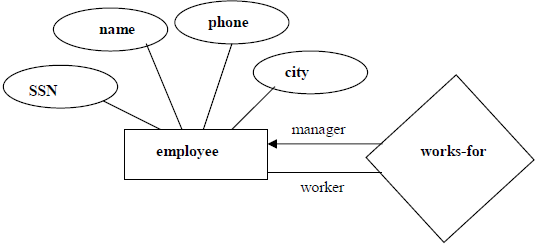 name
phone
SSN
city
employee
manager
works-for
worker